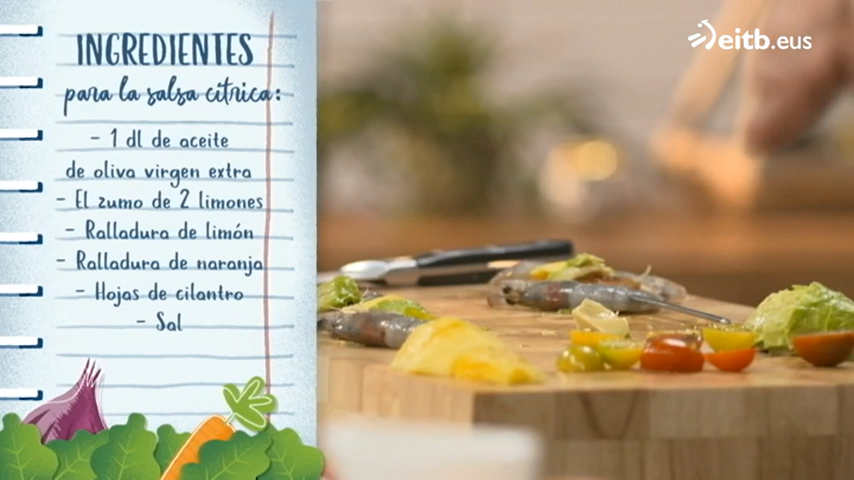 INGREDIENTES
para la salsa cítrica:
- 1 dl de aceite
de oliva virgen extra
- El zumo de 2 limones
- Ralladura de limón
- Ralladura de naranja
- Hojas de cilantro
- Sal
eitb.eus